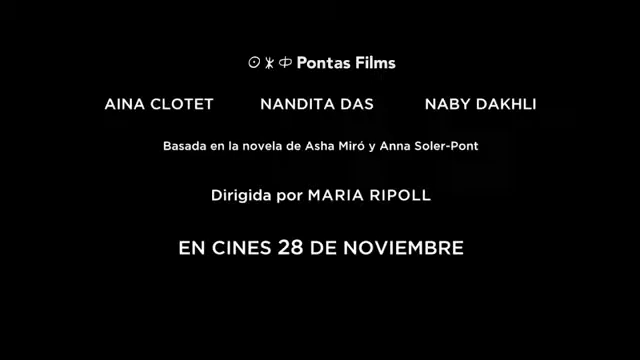 Pontas Films
AINA CLOTET NANDITA DAS NABY DAKHLI
Basada en la novela de Asha Miró y Anna Soler-Pont
Dirigida por MARIA RIPOLL
EN CINES 28 DE NOVIEMBRE